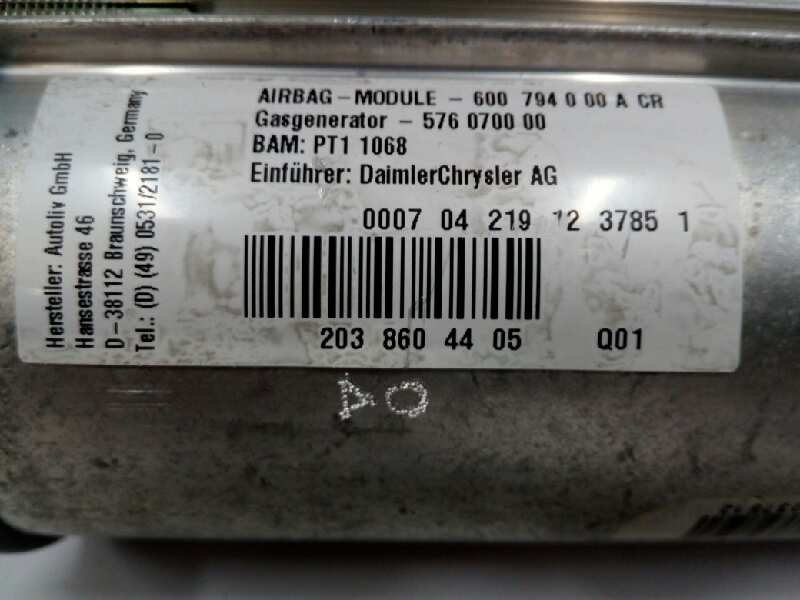 AIRBAG-MODULE - 600 794 0 00 A CR
Gasgenerator - 576 0700 00
BAM: PT1 1068
Einführer: DaimlerChrysler AG
0007 04 219 12 3785 1
203 860 44 05 Q01
Hersteller: Autoliv GmbH
Hansestrasse 46
D-38112 Braunschweig, Germany
Tel.: (D) (49) 0531/2181-0